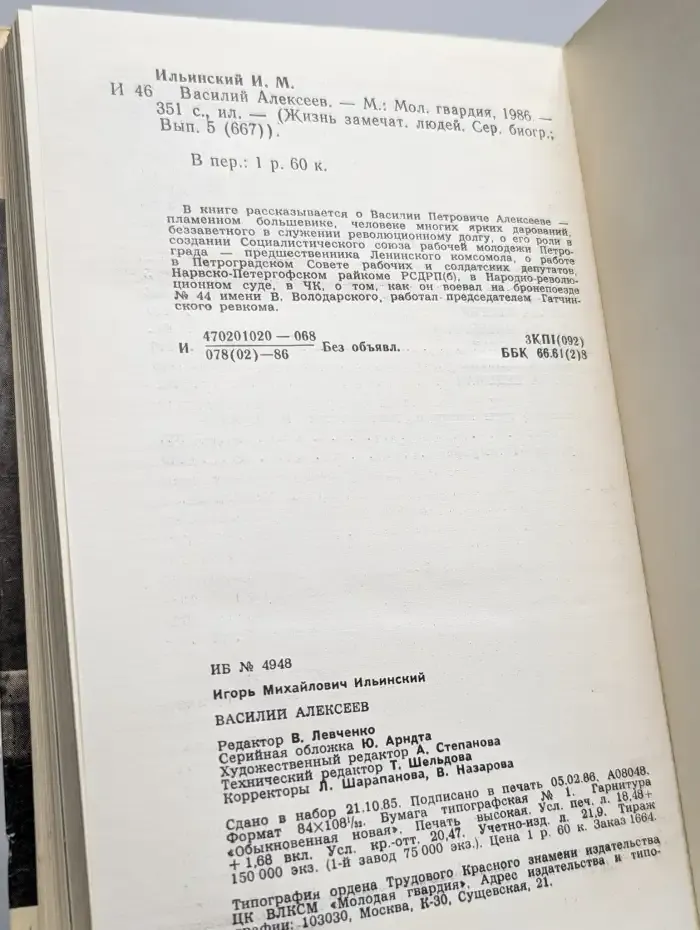 Ильинский И. М.
И 46 Василий Алексеев. — М.: Мол. гвардия, 1986 —
351 с., ил. — (Жизнь замечат. людей. Сер. биогр.;
Вып. 5 (667)).
В пер.: 1 р. 60 к.
В книге рассказывается о Василии Петровиче Алексееве —
пламенном большевике, человеке многих ярких дарований,
беззаветного в служении революционному долгу, о его роли в
создании Социалистического союза рабочей молодежи Петро-
града — предшественника Ленинского комсомола, о работе
в Петроградском Совете рабочих и солдатских депутатов,
Нарвско-Петергофском райкоме РСДРП(б), в Народно-револю-
ционном суде, в ЧК, о том, как он воевал на бронепоезде
№ 44 имени В. Володарского, работал председателем Гатчин-
ского ревкома.
И 470201020—068 / 078(02)—86 Без объявл. ЗКП1(092)
ББК 66.61(2)8
ИБ № 4948
Игорь Михайлович Ильинский
ВАСИЛИЙ АЛЕКСЕЕВ
Редактор В. Левченко
Серийная обложка Ю. Арндта
Художественный редактор А. Степанова
Технический редактор Т. Шельдова
Корректоры Л. Шарапанова, В. Назарова
Сдано в набор 21.10.85. Подписано в печать 05.02.86. А08048.
Формат 84×108¹/₃₂. Бумага типографская № 1. Гарнитура
«Обыкновенная новая». Печать высокая. Усл. печ. л. 18,48+
+1,68 вкл. Усл. кр.-отт. 20,47. Учетно-изд. л. 21,9. Тираж
150 000 экз. (1-й завод 75 000 экз.). Цена 1 р. 60 к. Заказ 1664.
Типография ордена Трудового Красного знамени издательства
ЦК ВЛКСМ «Молодая гвардия». Адрес издательства и типо-
графии: 103030, Москва, К-30, Сущевская, 21.